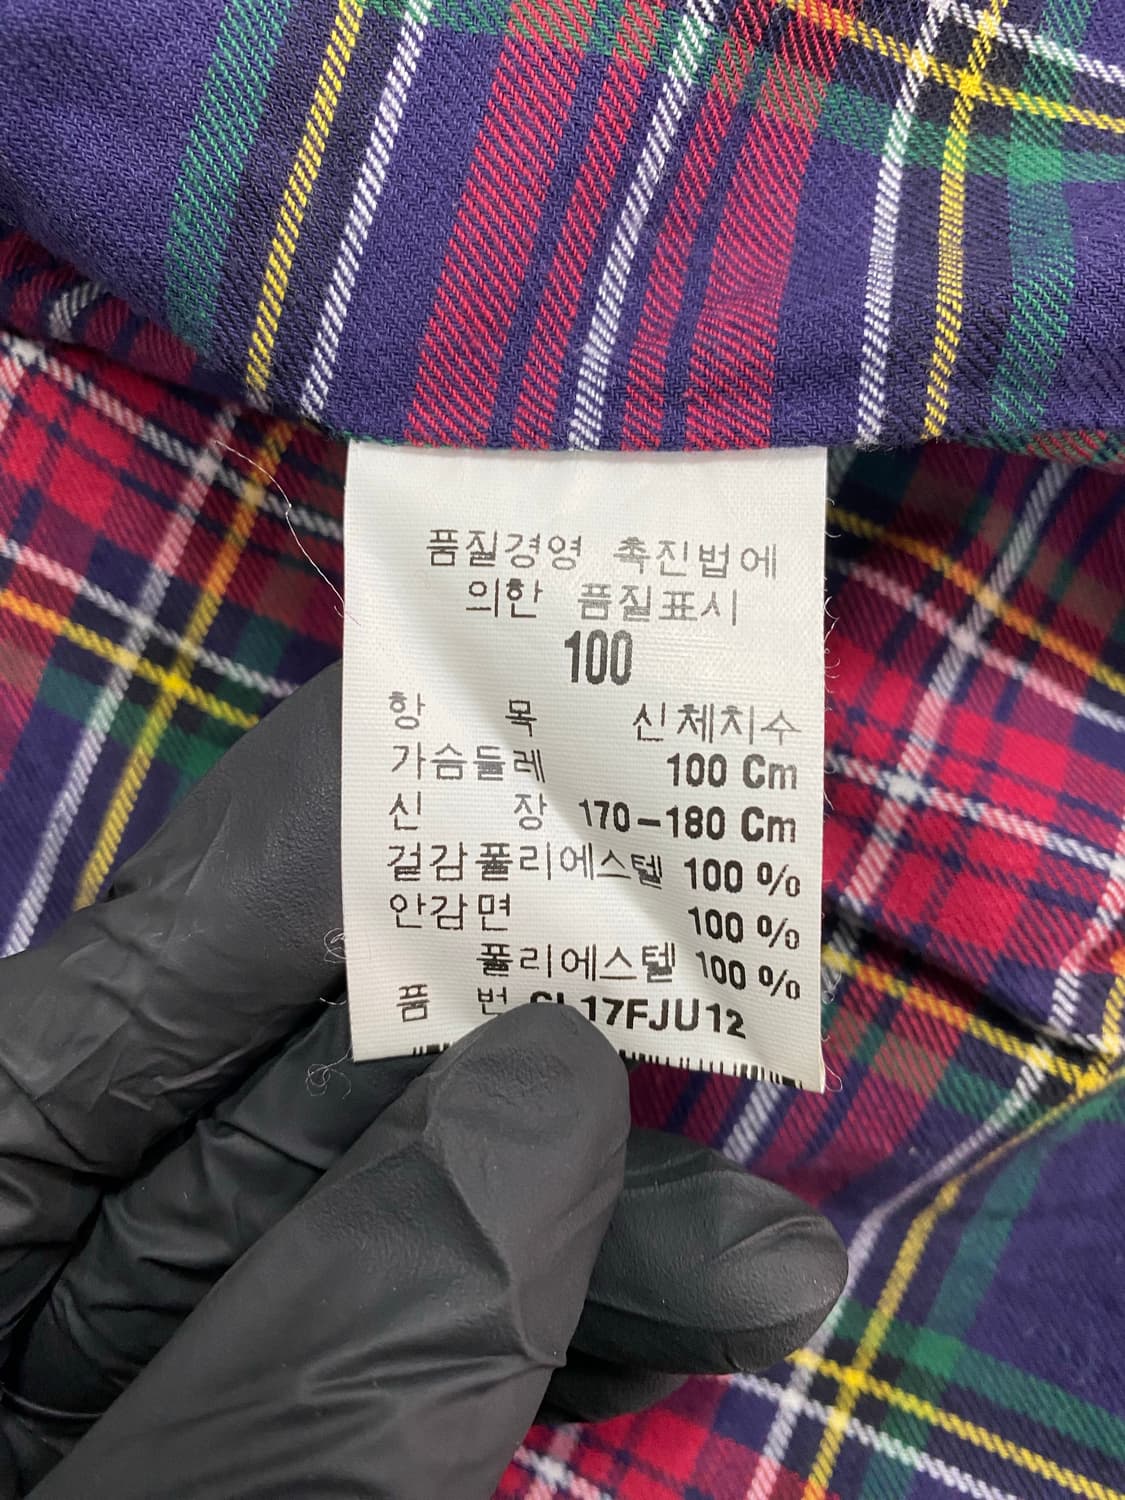 품질경영 촉진법에
의한 품질표시
100
항 목 신체치수
가슴둘레 100 Cm
신 장 170-180 Cm
겉감폴리에스텔 100 %
안감면 100 %
폴리에스텔 100 %
품 번 17FJU12